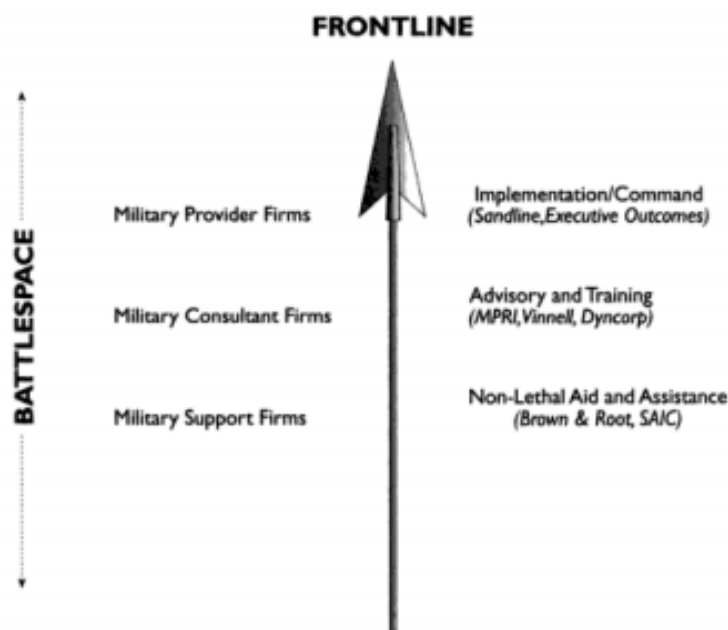 FRONTLINE
BATTLESPACE
Military Provider Firms
Implementation/Command
(Sandline,Executive Outcomes)
Military Consultant Firms
Advisory and Training
(MPRI,Vinnell, Dyncorp)
Military Support Firms
Non-Lethal Aid and Assistance
(Brown & Root, SAIC)